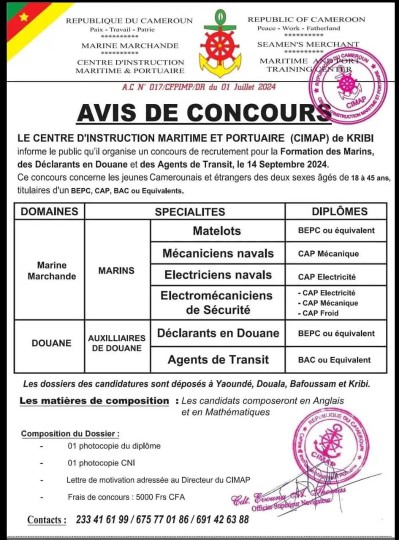 REPUBLIQUE DU CAMEROUN
Paix - Travail - Patrie
**********
MARINE MARCHANDE
**********
CENTRE D'INSTRUCTION
MARITIME & PORTUAIRE
REPUBLIC OF CAMEROON
Peace - Work - Fatherland
**********
SEAMEN'S MERCHANT
**********
MARITIME AND PORT
TRAINING CENTER
A.C N° 017/CFPIMP/DR du 01 Juillet 2024
AVIS DE CONCOURS
LE CENTRE D'INSTRUCTION MARITIME ET PORTUAIRE (CIMAP) de KRIBI
informe le public qu'il organise un concours de recrutement pour la Formation des Marins,
des Déclarants en Douane et des Agents de Transit, le 14 Septembre 2024.
Ce concours concerne les jeunes Camerounais et étrangers des deux sexes âgés de 18 à 45 ans,
titulaires d'un BEPC, CAP, BAC ou Equivalents.
DOMAINES SPECIALITES DIPLÔMES
Marine Marchande
MARINS
Matelots BEPC ou équivalent
Mécaniciens navals CAP Mécanique
Electriciens navals CAP Electricité
Electromécaniciens de Sécurité
- CAP Electricité
- CAP Mécanique
- CAP Froid
DOUANE
AUXILLIAIRES DE DOUANE
Déclarants en Douane BEPC ou équivalent
Agents de Transit BAC ou Equivalent
Les dossiers de candidatures sont déposés à Yaoundé, Douala, Bafoussam et Kribi.
Les matières de composition : Les candidats composeront en Anglais
et en Mathématiques
Composition du Dossier :
- 01 photocopie du diplôme
- 01 photocopie CNI
- Lettre de motivation adressée au Directeur du CIMAP
- Frais de concours : 5000 Frs CFA
CIMAP
Contacts : 233 41 61 99 / 675 77 01 86 / 691 42 63 88